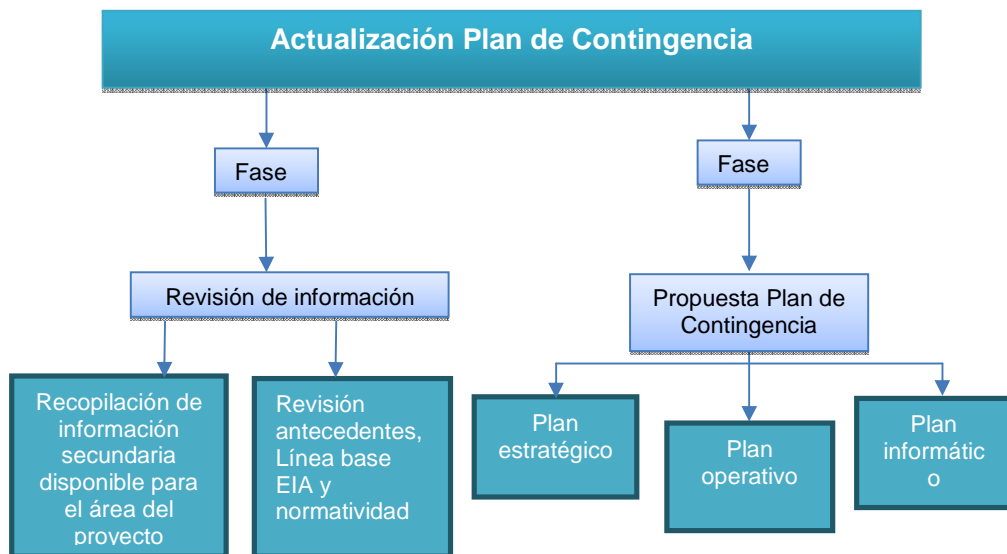 Actualización Plan de Contingencia
Fase
Fase
Revisión de información
Propuesta Plan de
Contingencia
Recopilación de
información
secundaria
disponible para
el área del
proyecto
Revisión
antecedentes,
Línea base
EIA y
normatividad
Plan
estratégico
Plan
operativo
Plan
informátic
o